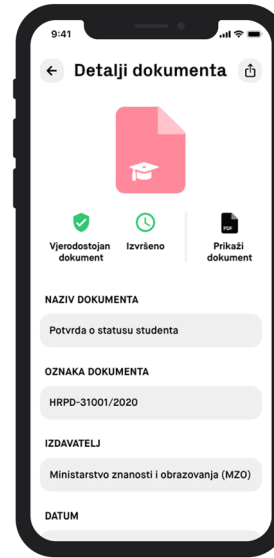 9:41
Detalji dokumenta
Vjerodostojan
dokument
Izvršeno
PDF
Prikaži
dokument
NAZIV DOKUMENTA
Potvrda o statusu studenta
OZNAKA DOKUMENTA
HRPD-31001/2020
IZDAVATELJ
Ministarstvo znanosti i obrazovanja (MZO)
DATUM